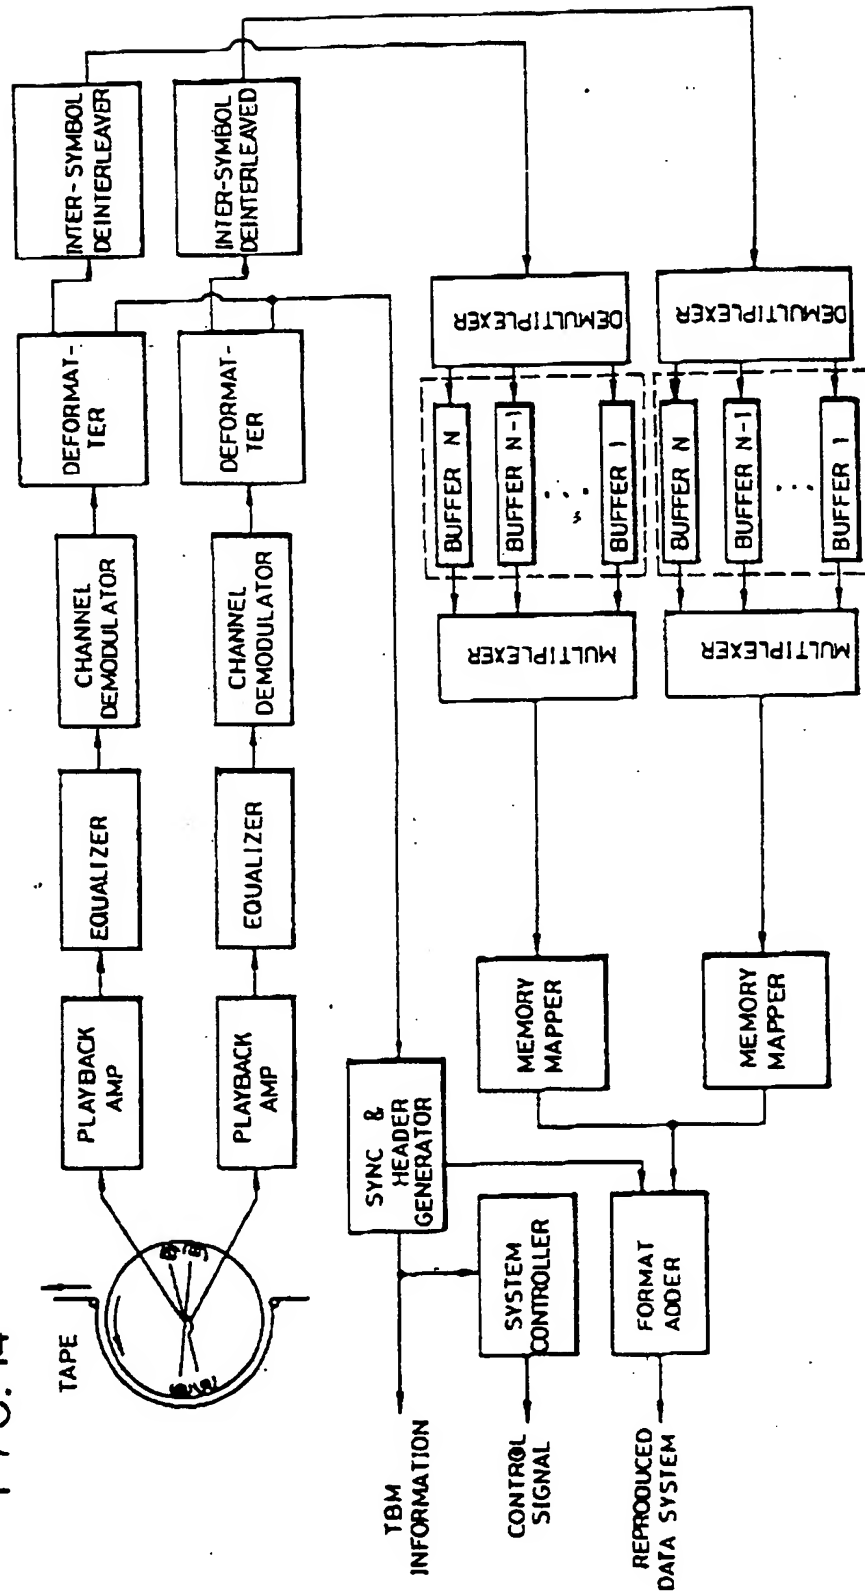 FIG. 14
TAPE
PLAYBACK
AMP
EQUALIZER
CHANNEL
DEMODULATOR
DEFORMAT-
TER
INTER-SYMBOL
DEINTERLEAVER
PLAYBACK
AMP
EQUALIZER
CHANNEL
DEMODULATOR
DEFORMAT-
TER
INTER-SYMBOL
DEINTERLEAVED
TBM
INFORMATION
SYNC &
HEADER
GENERATOR
CONTROL
SIGNAL
SYSTEM
CONTROLLER
MEMORY
MAPPER
MULTIPLEXER
BUFFER N
BUFFER N-1
...
BUFFER 1
DEMULTIPLEXER
REPRODUCED
DATA SYSTEM
FORMAT
ADDER
MEMORY
MAPPER
MULTIPLEXER
BUFFER N
BUFFER N-1
...
BUFFER 1
DEMULTIPLEXER